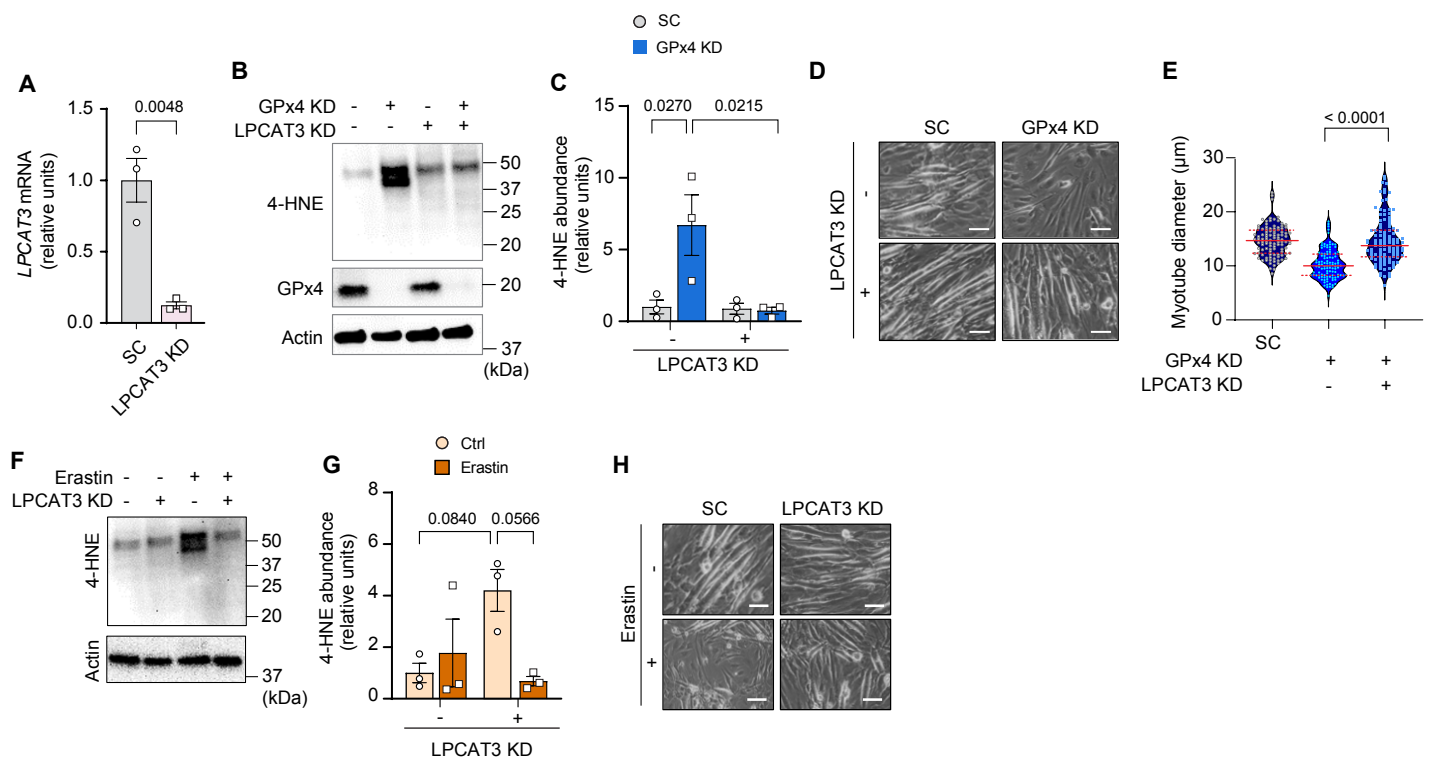 SC
GPx4 KD
A
LPCAT3 mRNA
(relative units)
1.5
1.0
0.5
0.0
0.0048
SC
LPCAT3 KD
B
GPx4 KD - + - +
LPCAT3 KD - - + +
4-HNE
50
37
25
20
GPx4
20
Actin
37
(kDa)
C
4-HNE abundance
(relative units)
15
10
5
0
0.0270
0.0215
- +
LPCAT3 KD
D
SC GPx4 KD
LPCAT3 KD
-
+
E
Myotube diameter (µm)
30
20
10
0
< 0.0001
SC
GPx4 KD + +
LPCAT3 KD - +
F
Erastin - - + +
LPCAT3 KD - + - +
4-HNE
50
37
25
20
Actin
37
(kDa)
G
Ctrl
Erastin
4-HNE abundance
(relative units)
8
6
4
2
0
0.0840
0.0566
- +
LPCAT3 KD
H
SC LPCAT3 KD
Erastin
-
+